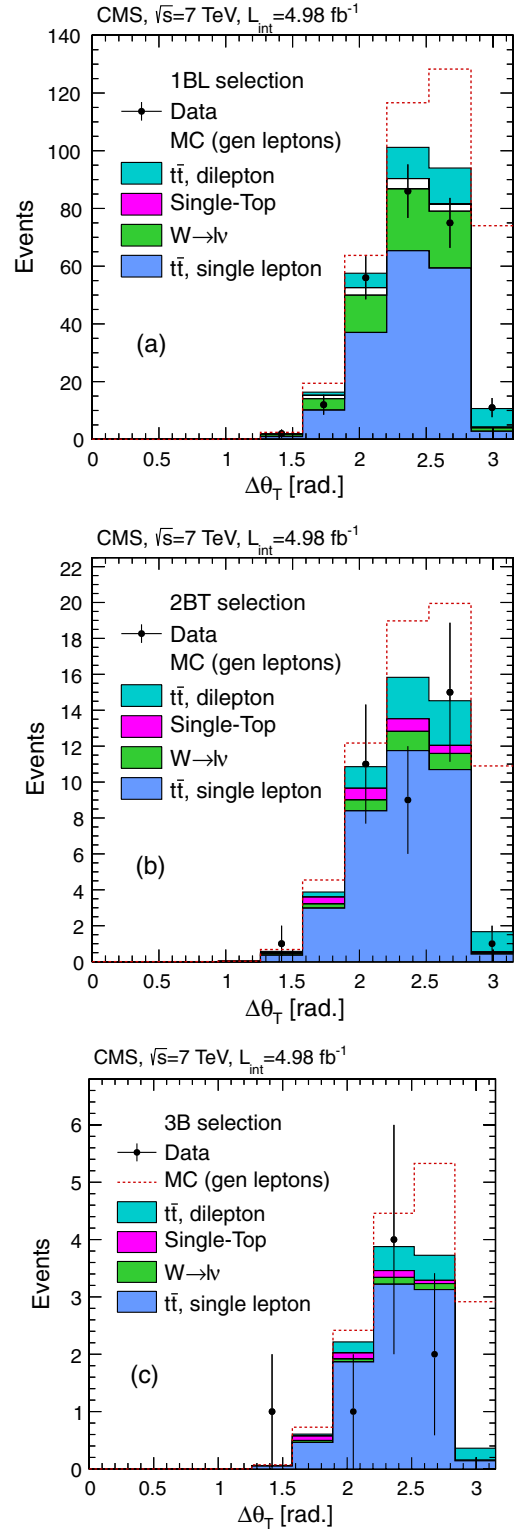 CMS, √s=7 TeV, L_int=4.98 fb⁻¹
140
120
100
80
60
40
20
0
Events
1BL selection
Data
MC (gen leptons)
tt̄, dilepton
Single-Top
W→lν
tt̄, single lepton
(a)
0 0.5 1 1.5 2 2.5 3
Δθ_T [rad.]
CMS, √s=7 TeV, L_int=4.98 fb⁻¹
22
20
18
16
14
12
10
8
6
4
2
0
Events
2BT selection
Data
MC (gen leptons)
tt̄, dilepton
Single-Top
W→lν
tt̄, single lepton
(b)
0 0.5 1 1.5 2 2.5 3
Δθ_T [rad.]
CMS, √s=7 TeV, L_int=4.98 fb⁻¹
6
5
4
3
2
1
0
Events
3B selection
Data
MC (gen leptons)
tt̄, dilepton
Single-Top
W→lν
tt̄, single lepton
(c)
0 0.5 1 1.5 2 2.5 3
Δθ_T [rad.]